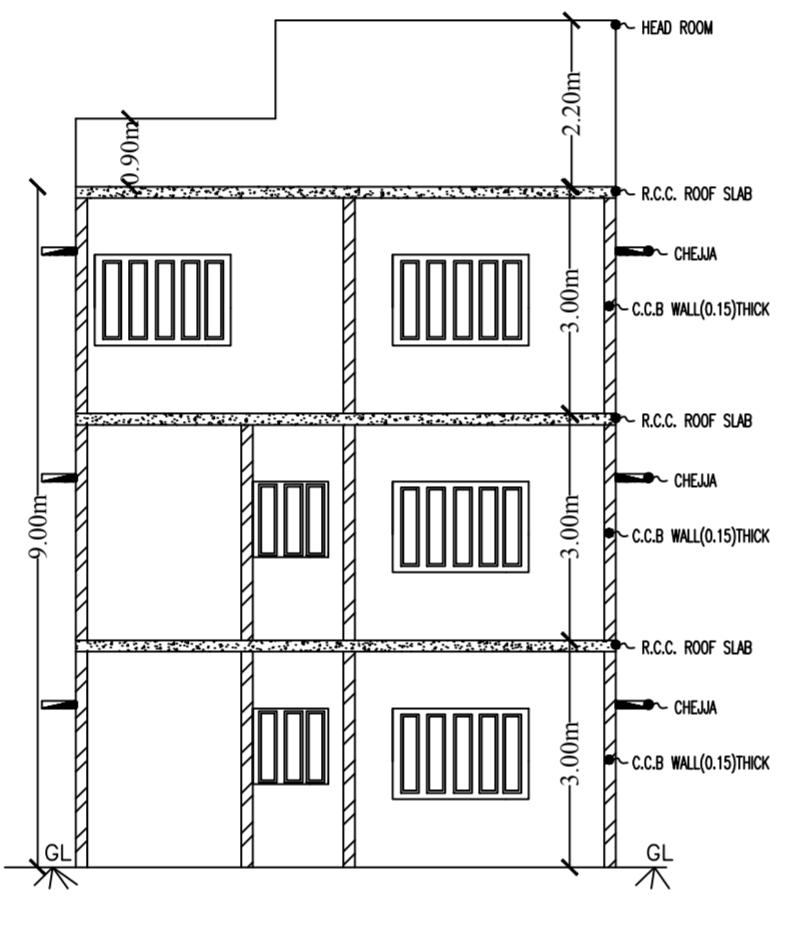 HEAD ROOM
2.20m
0.90m
R.C.C. ROOF SLAB
CHEJJA
3.00m
C.C.B WALL(0.15)THICK
R.C.C. ROOF SLAB
CHEJJA
9.00m
3.00m
C.C.B WALL(0.15)THICK
R.C.C. ROOF SLAB
CHEJJA
3.00m
C.C.B WALL(0.15)THICK
GL
GL